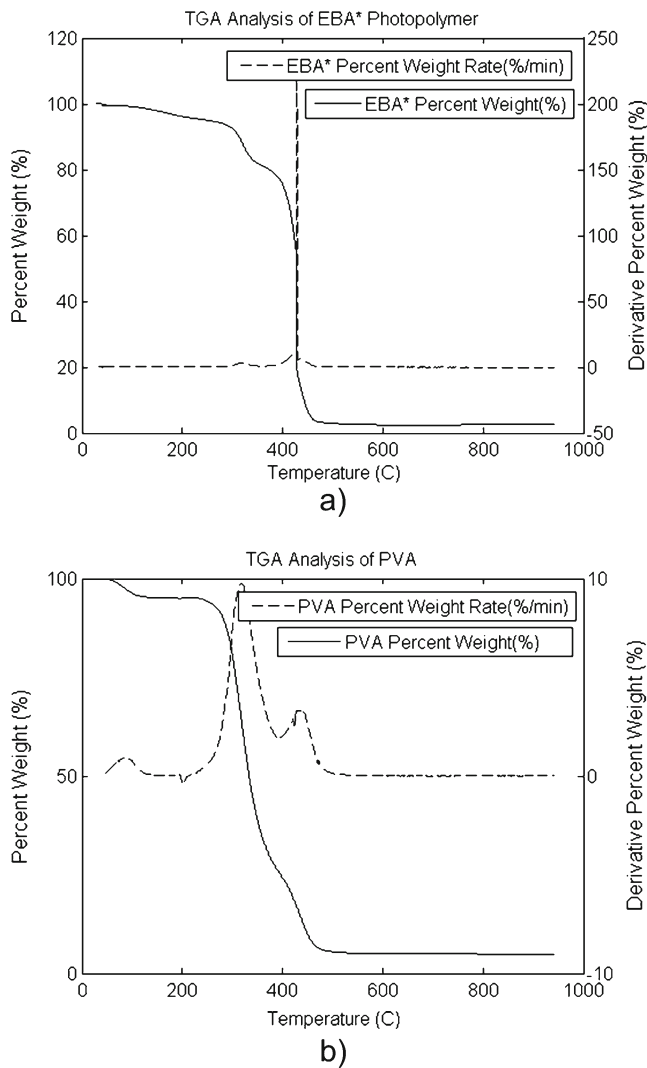 TGA Analysis of EBA* Photopolymer
120
100
80
60
40
20
0
250
200
150
100
50
0
-50
EBA* Percent Weight Rate(%/min)
EBA* Percent Weight(%)
Percent Weight (%)
Derivative Percent Weight (%)
0
200
400
600
800
1000
Temperature (C)
a)
TGA Analysis of PVA
100
50
0
10
0
-10
PVA Percent Weight Rate(%/min)
PVA Percent Weight(%)
Percent Weight (%)
Derivative Percent Weight (%)
0
200
400
600
800
1000
Temperature (C)
b)